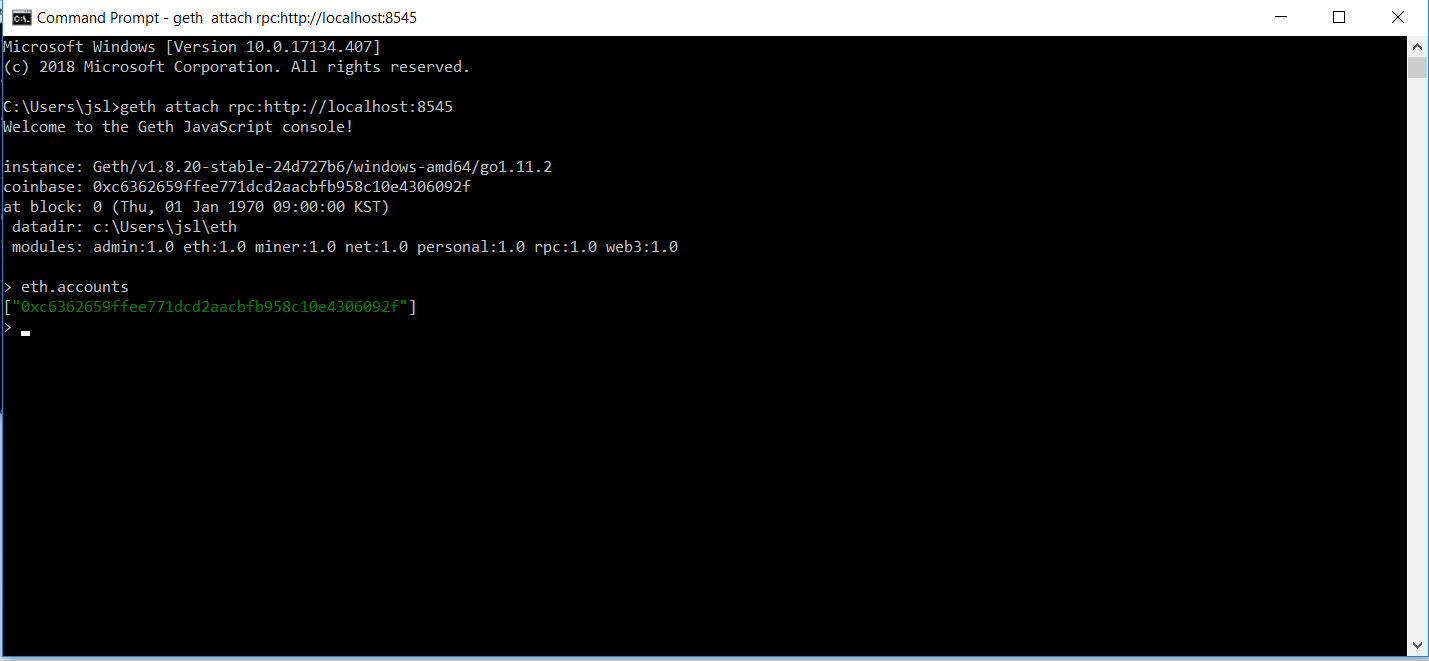 Command Prompt - geth  attach rpc:http://localhost:8545
Microsoft Windows [Version 10.0.17134.407]
(c) 2018 Microsoft Corporation. All rights reserved.
C:\Users\jsl>geth attach rpc:http://localhost:8545
Welcome to the Geth JavaScript console!
instance: Geth/v1.8.20-stable-24d727b6/windows-amd64/go1.11.2
coinbase: 0xc6362659ffee771dcd2aacbfb958c10e4306092f
at block: 0 (Thu, 01 Jan 1970 09:00:00 KST)
 datadir: c:\Users\jsl\eth
 modules: admin:1.0 eth:1.0 miner:1.0 net:1.0 personal:1.0 rpc:1.0 web3:1.0
> eth.accounts
["0xc6362659ffee771dcd2aacbfb958c10e4306092f"]
>